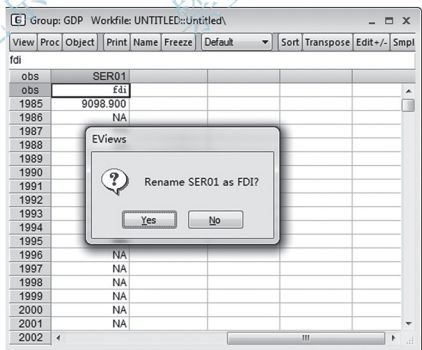 G Group: GDP Workfile: UNTITLED::Untitled\
View Proc Object Print Name Freeze Default Sort Transpose Edit+/- Smpl
fdi
obs SER01
obs fdi
1985 9098.900
1986 NA
1987
1988
1989
1990
1991
1992
1993
1994
1995
1996 NA
1997 NA
1998 NA
1999 NA
2000 NA
2001 NA
2002
EViews
Rename SER01 as FDI?
Yes No